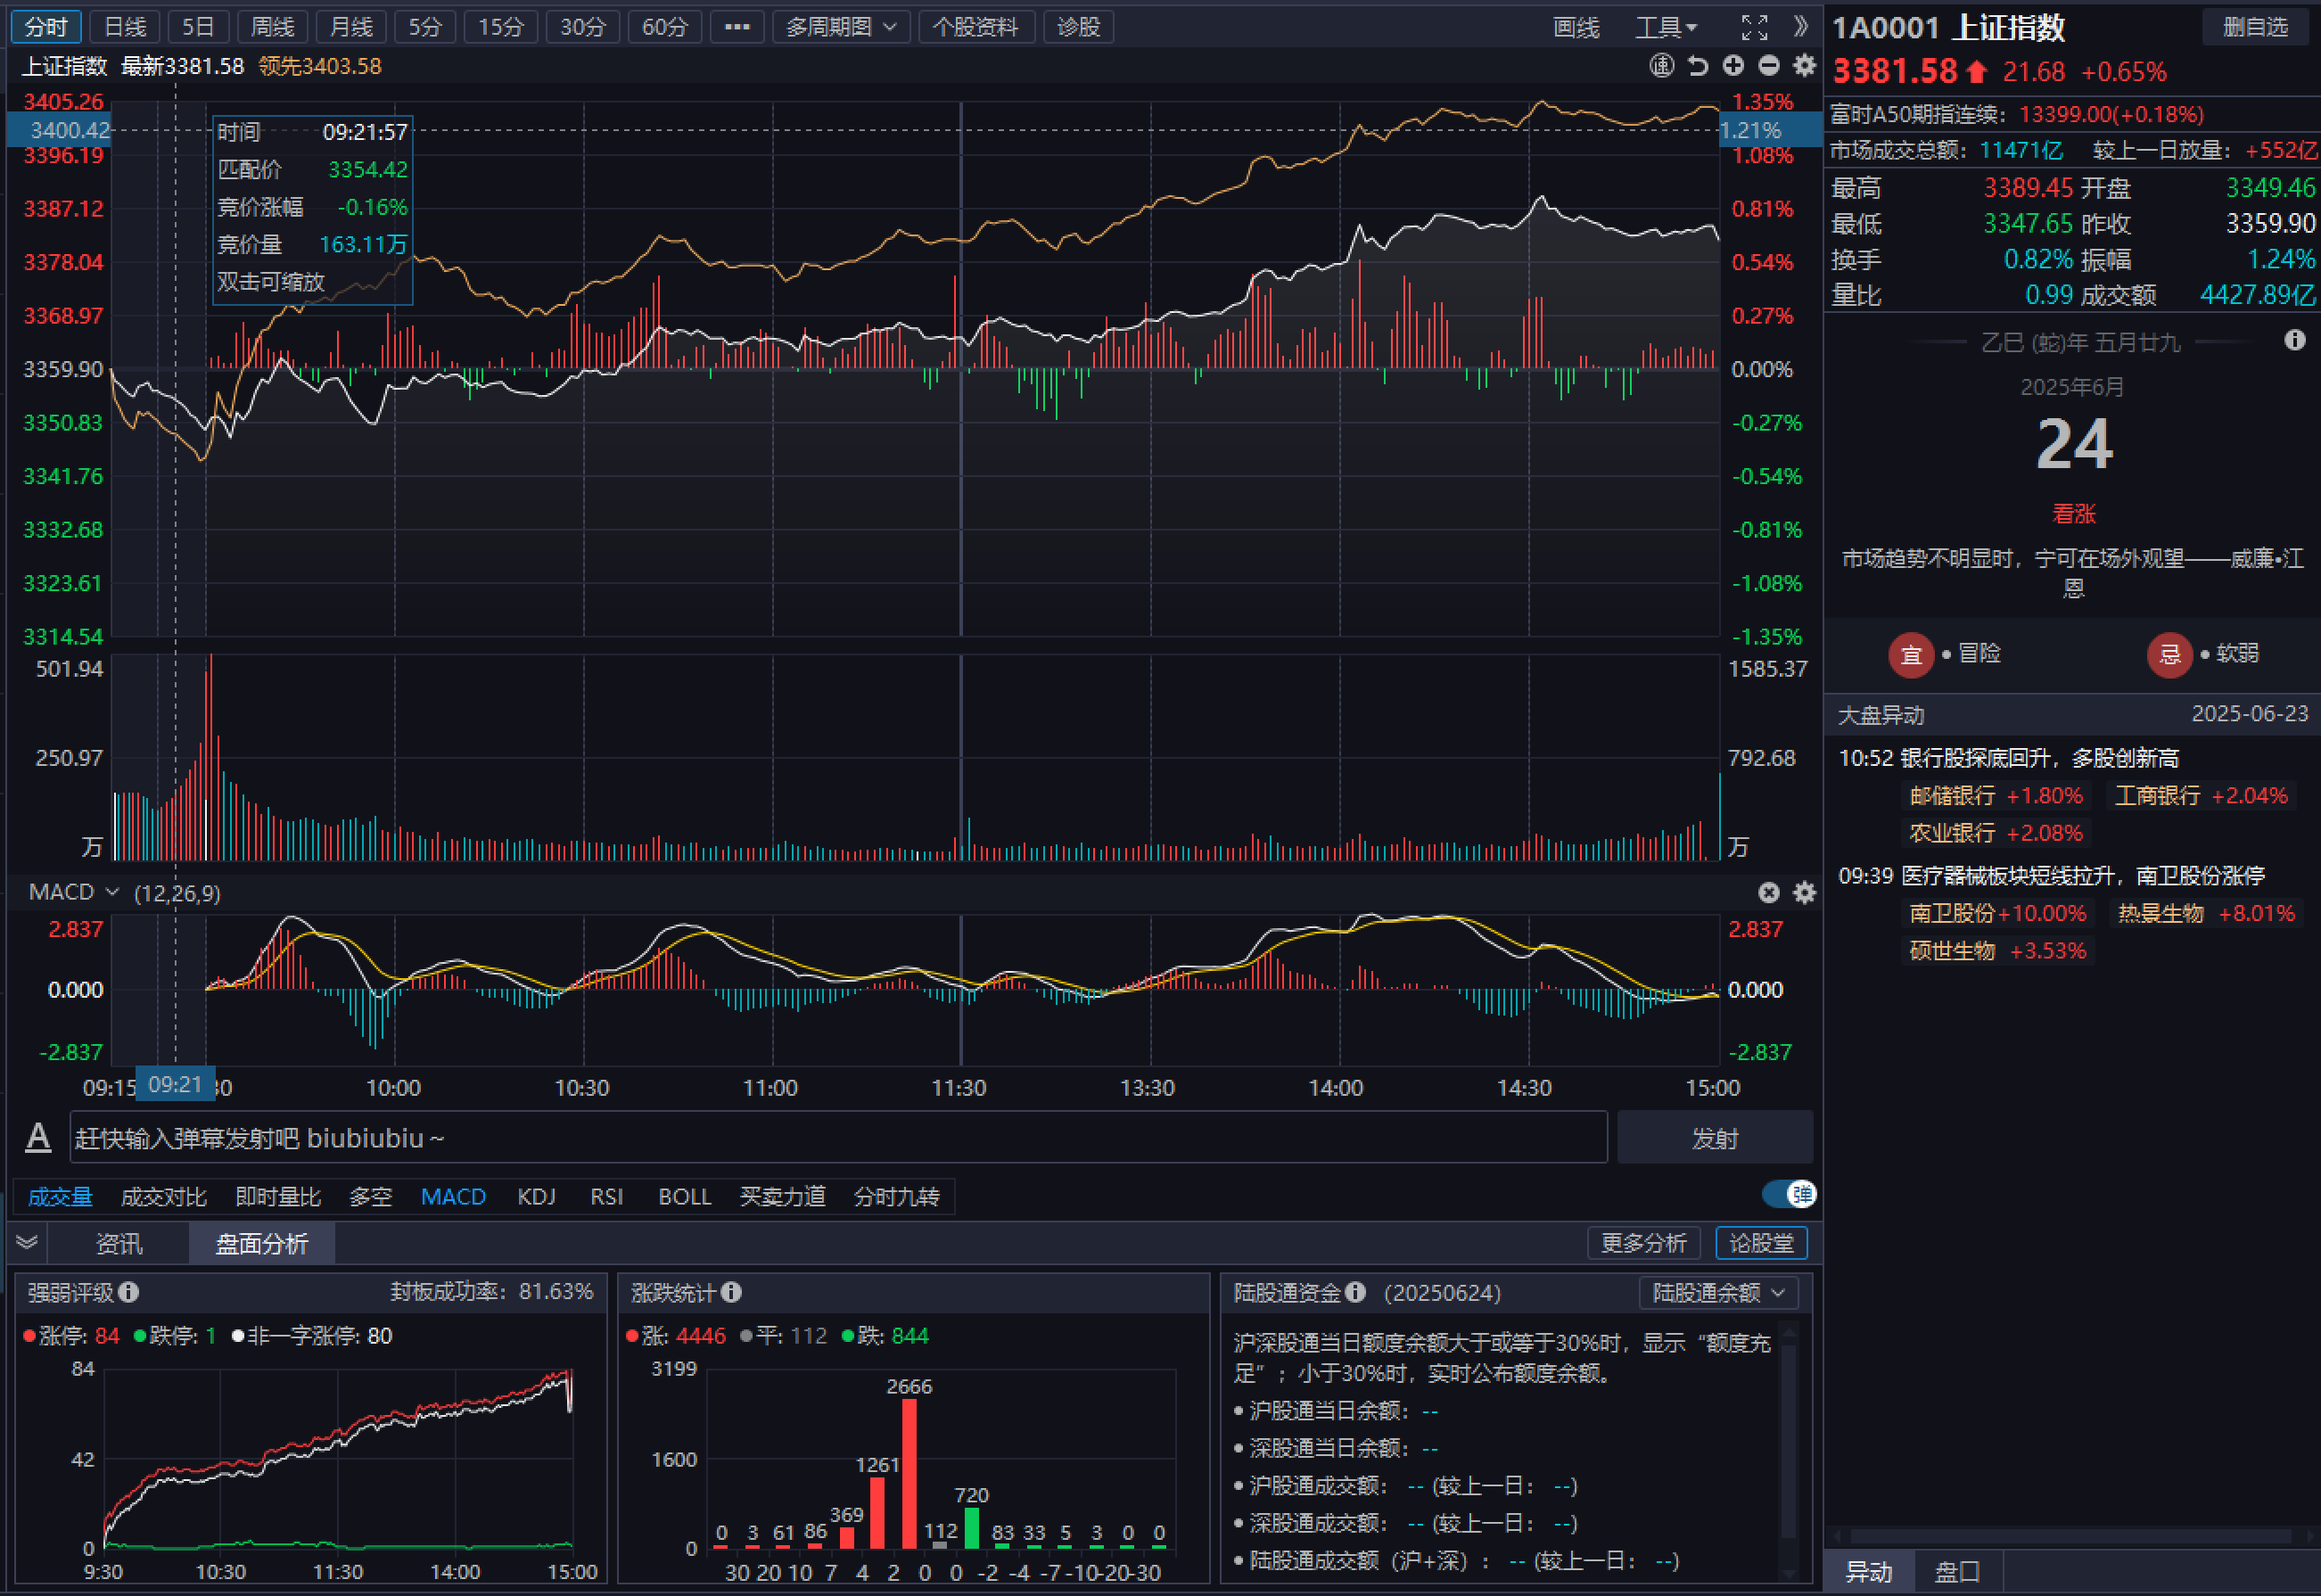 分时 日线 5日 周线 月线 5分 15分 30分 60分 ••• 多周期图 个股资料 诊股 画线 工具
上证指数 最新3381.58 领先3403.58
3405.26 1.35%
3400.42 1.21%
3396.19 1.08%
3387.12 0.81%
3378.04 0.54%
3368.97 0.27%
3359.90 0.00%
3350.83 -0.27%
3341.76 -0.54%
3332.68 -0.81%
3323.61 -1.08%
3314.54 -1.35%
时间 09:21:57
匹配价 3354.42
竞价涨幅 -0.16%
竞价量 163.11万
双击可缩放
501.94 1585.37
250.97 792.68
万 万
MACD (12,26,9)
2.837 2.837
0.000 0.000
-2.837 -2.837
09:15 09:21 10:00 10:30 11:00 11:30 13:30 14:00 14:30 15:00
A 赶快输入弹幕发射吧 biubiubiu ~ 发射
成交量 成交对比 即时量比 多空 MACD KDJ RSI BOLL 买卖力道 分时九转 弹
资讯 盘面分析 更多分析 论股堂
强弱评级 封板成功率: 81.63%
涨停: 84 跌停: 1 非一字涨停: 80
84
42
0
9:30 10:30 11:30 14:00 15:00
涨跌统计
涨: 4446 平: 112 跌: 844
3199
1600
0
0 3 61 86 369 1261 2666 112 720 83 33 5 3 0 0
30 20 10 7 4 2 0 0 -2 -4 -7 -10 -20 -30
陆股通资金 (20250624) 陆股通余额
沪深股通当日额度余额大于或等于30%时，显示“额度充
足”；小于30%时，实时公布额度余额。
• 沪股通当日余额： --
• 深股通当日余额： --
• 沪股通成交额： -- (较上一日： --)
• 深股通成交额： -- (较上一日： --)
• 陆股通成交额（沪+深）： -- (较上一日： --)
1A0001 上证指数 删自选
3381.58 21.68 +0.65%
富时A50期指连续: 13399.00(+0.18%)
市场成交总额: 11471亿 较上一日放量: +552亿
最高 3389.45 开盘 3349.46
最低 3347.65 昨收 3359.90
换手 0.82% 振幅 1.24%
量比 0.99 成交额 4427.89亿
乙巳 (蛇)年 五月廿九
2025年6月
24
看涨
市场趋势不明显时，宁可在场外观望——威廉•江
恩
宜 • 冒险 忌 • 软弱
大盘异动 2025-06-23
10:52 银行股探底回升，多股创新高
邮储银行 +1.80% 工商银行 +2.04%
农业银行 +2.08%
09:39 医疗器械板块短线拉升，南卫股份涨停
南卫股份 +10.00% 热景生物 +8.01%
硕世生物 +3.53%
异动 盘口